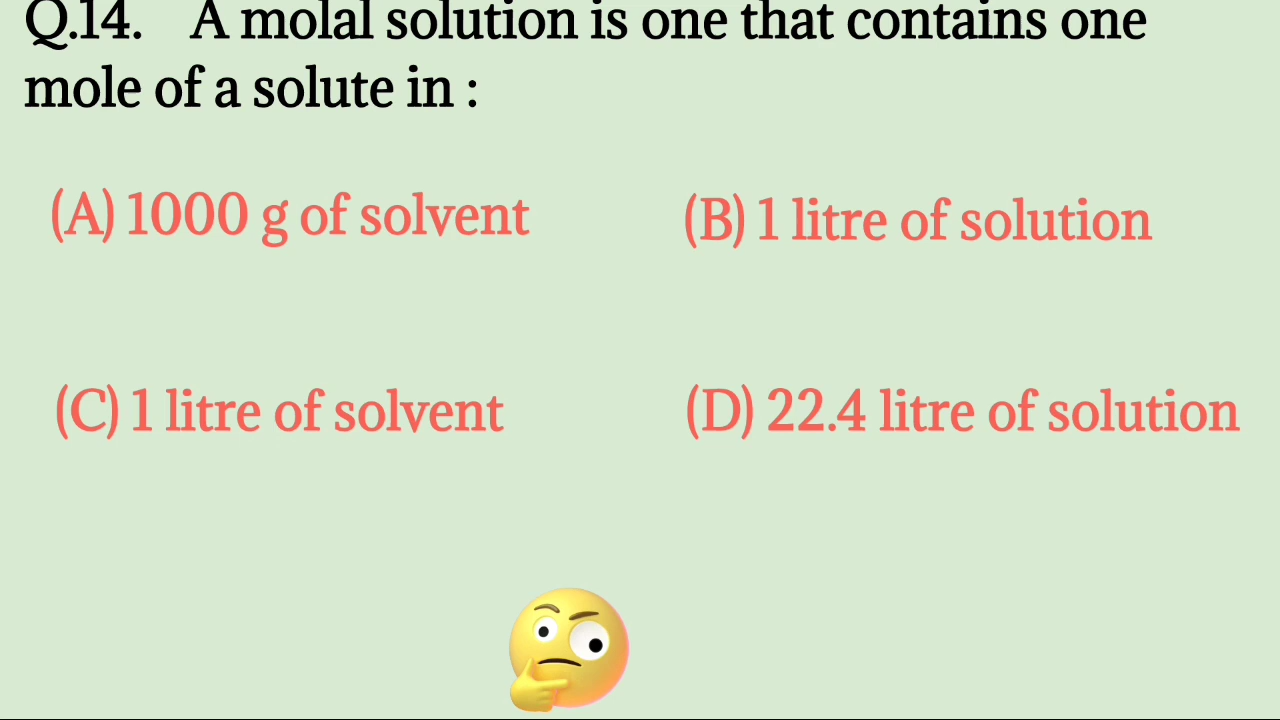 Q.14. A molal solution is one that contains one
mole of a solute in :
(A) 1000 g of solvent
(B) 1 litre of solution
(C) 1 litre of solvent
(D) 22.4 litre of solution